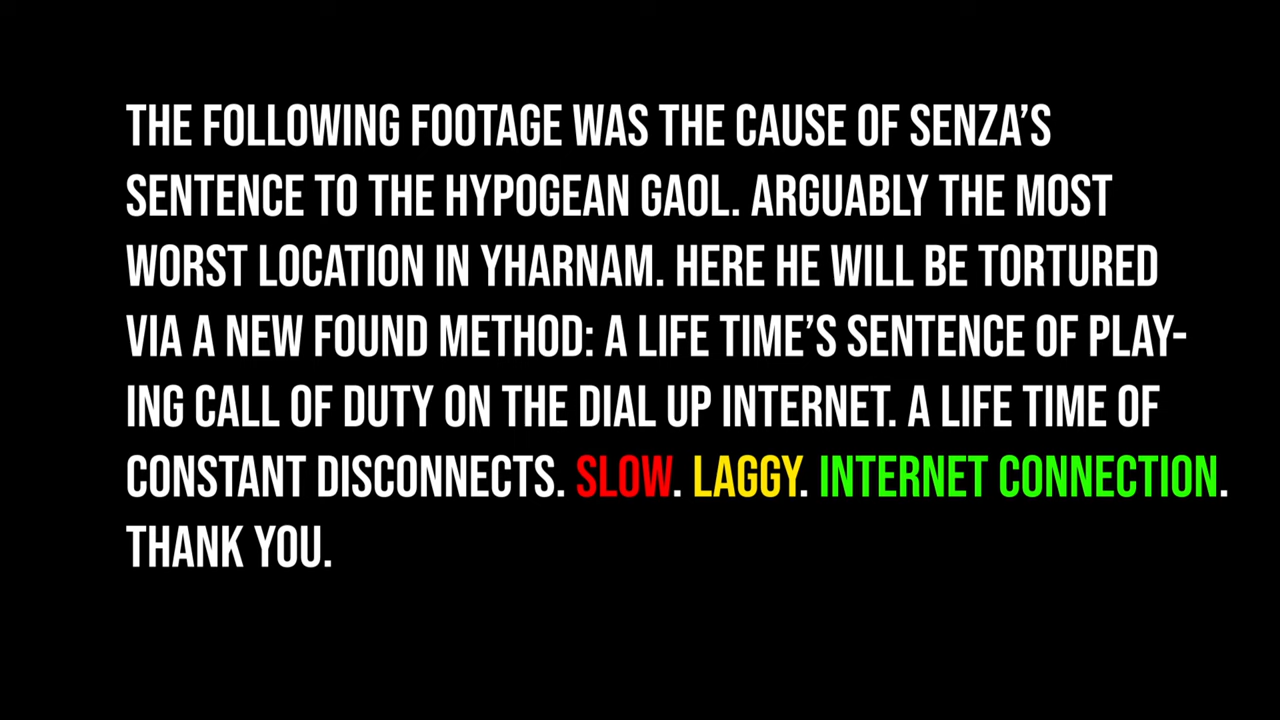 THE FOLLOWING FOOTAGE WAS THE CAUSE OF SENZA’S
SENTENCE TO THE HYPOGEAN GAOL. ARGUABLY THE MOST
WORST LOCATION IN YHARNAM. HERE HE WILL BE TORTURED
VIA A NEW FOUND METHOD: A LIFE TIME’S SENTENCE OF PLAY-
ING CALL OF DUTY ON THE DIAL UP INTERNET. A LIFE TIME OF
CONSTANT DISCONNECTS. SLOW. LAGGY. INTERNET CONNECTION.
THANK YOU.